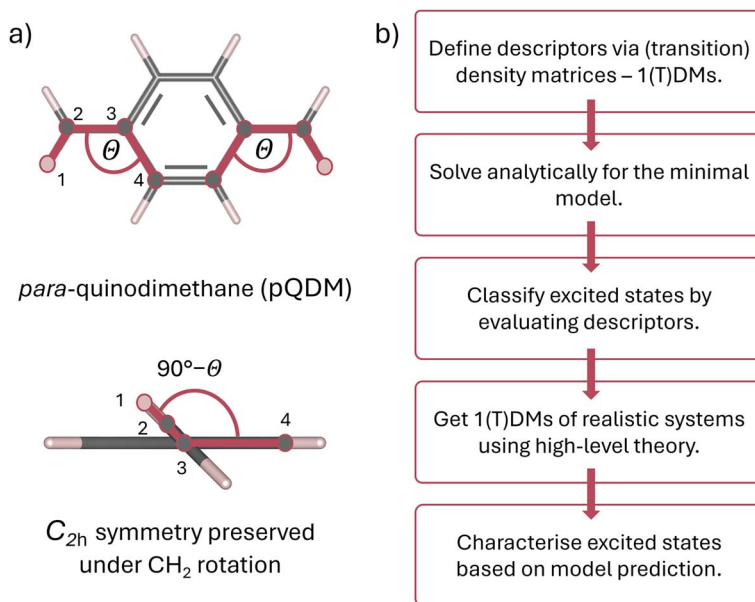 a)
2
3
Θ
Θ
1
4
para-quinodimethane (pQDM)
90°−Θ
1
2
4
3
C2h symmetry preserved
under CH2 rotation
b)
Define descriptors via (transition)
density matrices – 1(T)DMs.
Solve analytically for the minimal
model.
Classify excited states by
evaluating descriptors.
Get 1(T)DMs of realistic systems
using high-level theory.
Characterise excited states
based on model prediction.